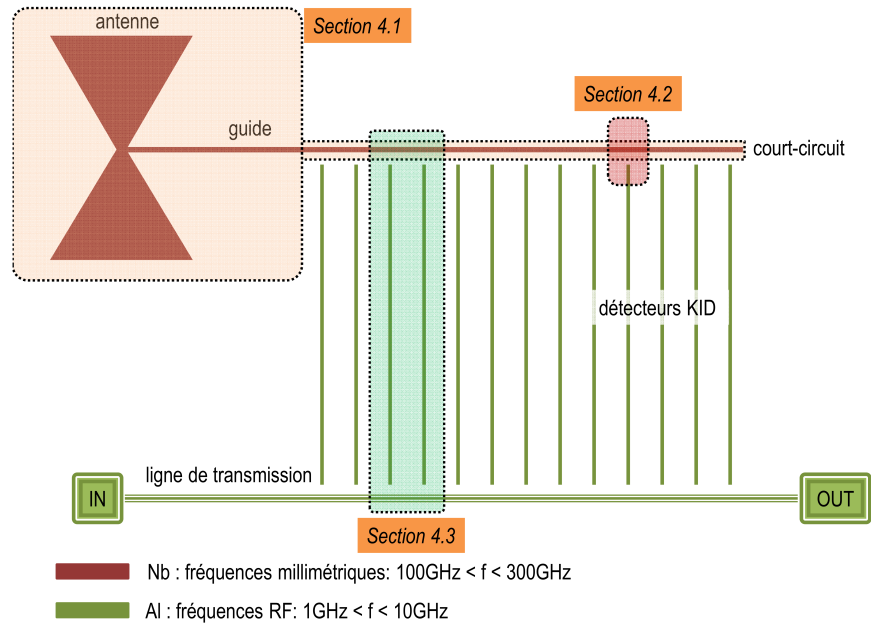 antenne
Section 4.1
Section 4.2
guide
court-circuit
détecteurs KID
ligne de transmission
IN
OUT
Section 4.3
Nb : fréquences millimétriques: 100GHz < f < 300GHz
Al : fréquences RF: 1GHz < f < 10GHz